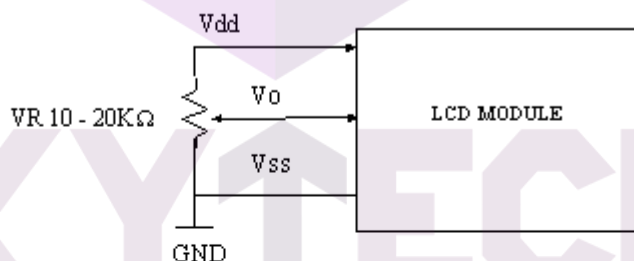 Vdd
VR 10 - 20KΩ
Vo
LCD MODULE
Vss
GND